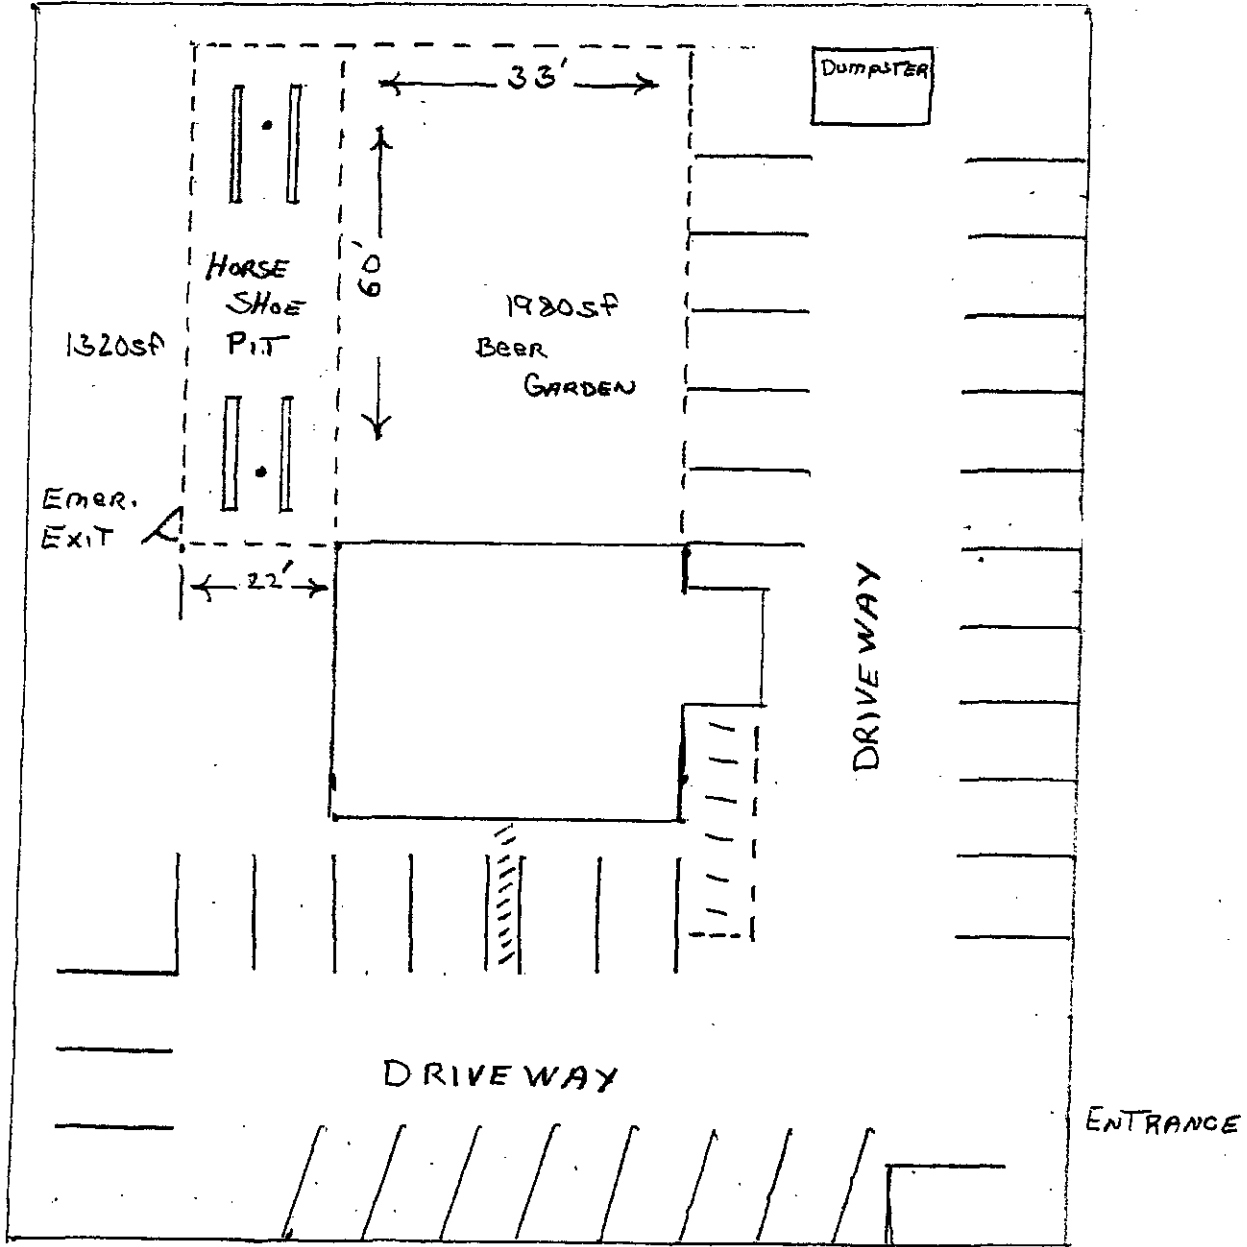 DUMPSTER
33'
60'
HORSE
SHOE
PIT
1320sf
1980sf
BEER
GARDEN
EMER.
EXIT
22'
DRIVEWAY
DRIVEWAY
ENTRANCE